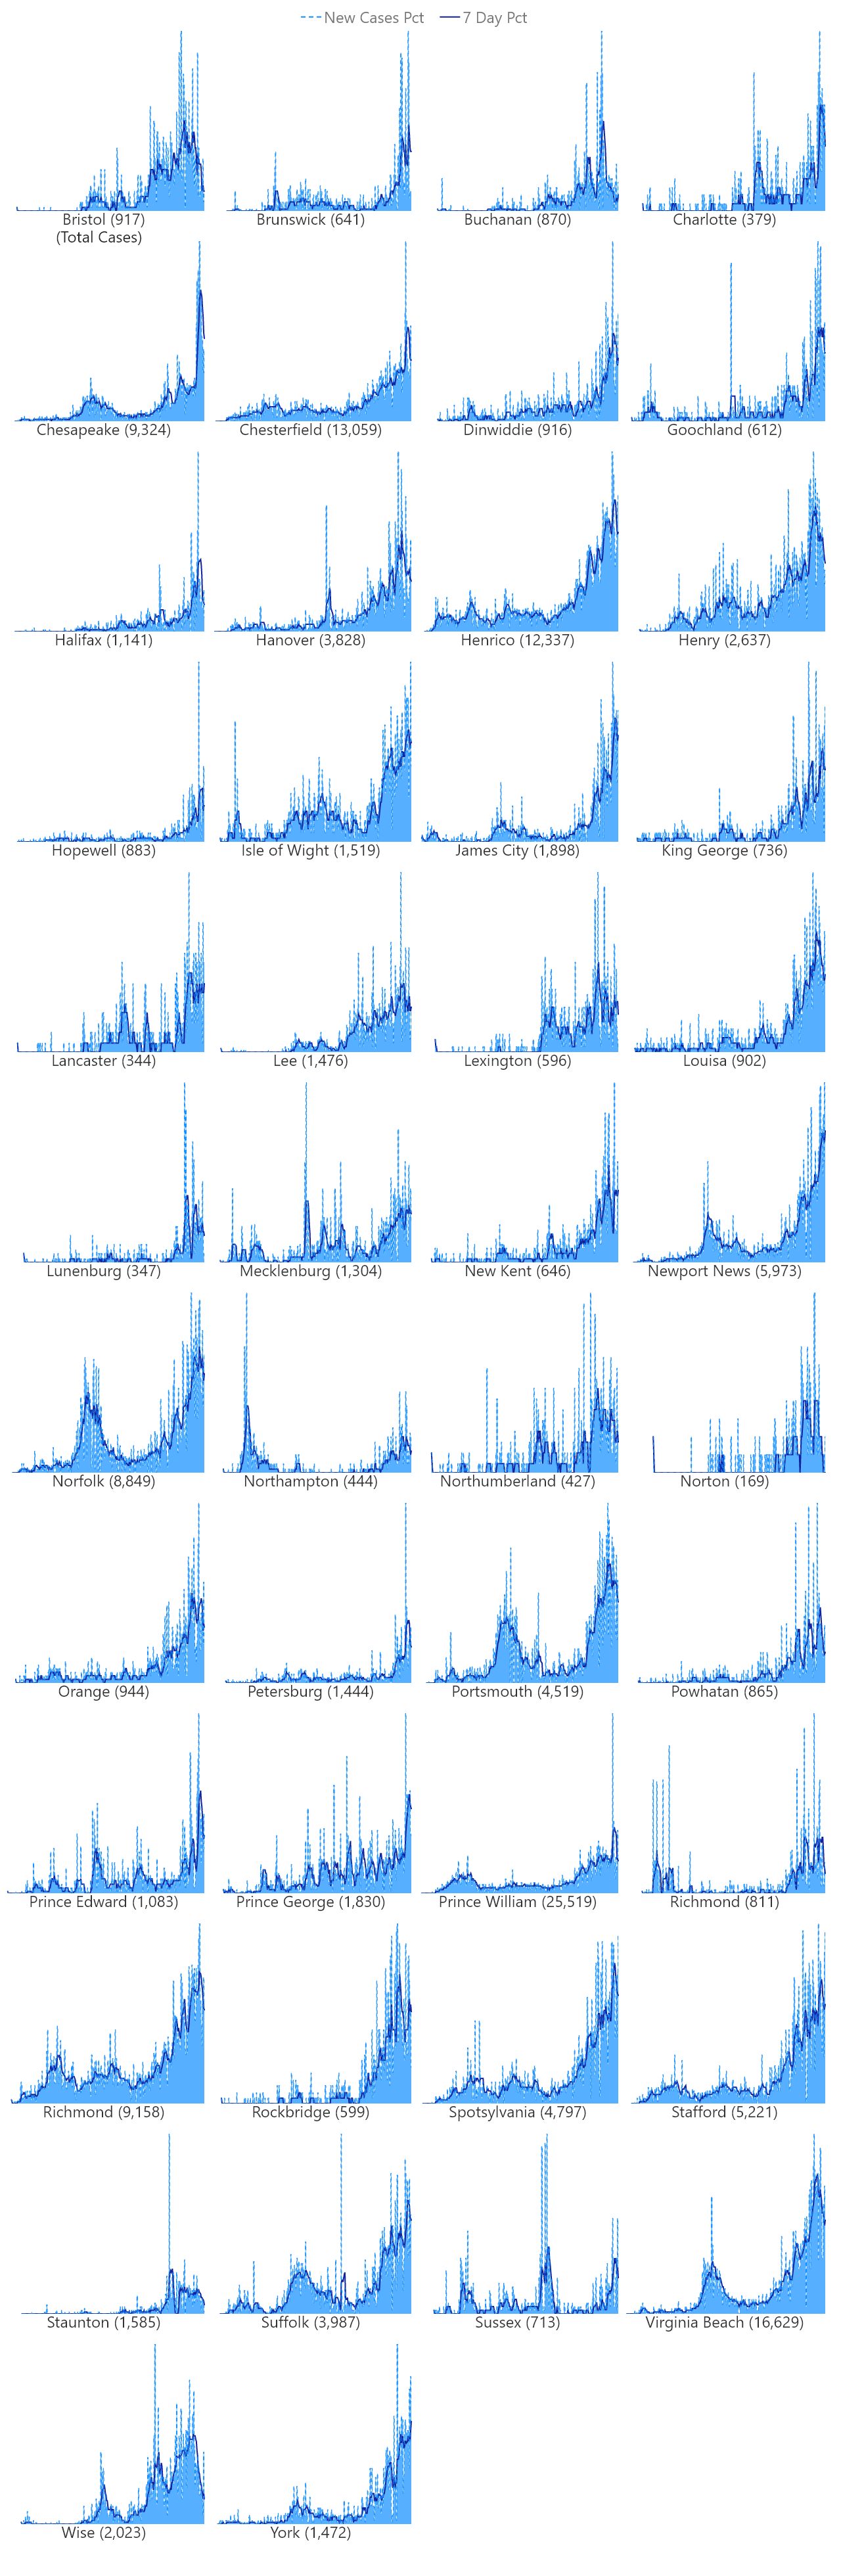 New Cases Pct 7 Day Pct
Bristol (917) Brunswick (641) Buchanan (870) Charlotte (379)
(Total Cases)
Chesapeake (9,324) Chesterfield (13,059) Dinwiddie (916) Goochland (612)
Halifax (1,141) Hanover (3,828) Henrico (12,337) Henry (2,637)
Hopewell (883) Isle of Wight (1,519) James City (1,898) King George (736)
Lancaster (344) Lee (1,476) Lexington (596) Louisa (902)
Lunenburg (347) Mecklenburg (1,304) New Kent (646) Newport News (5,973)
Norfolk (8,849) Northampton (444) Northumberland (427) Norton (169)
Orange (944) Petersburg (1,444) Portsmouth (4,519) Powhatan (865)
Prince Edward (1,083) Prince George (1,830) Prince William (25,519) Richmond (811)
Richmond (9,158) Rockbridge (599) Spotsylvania (4,797) Stafford (5,221)
Staunton (1,585) Suffolk (3,987) Sussex (713) Virginia Beach (16,629)
Wise (2,023) York (1,472)